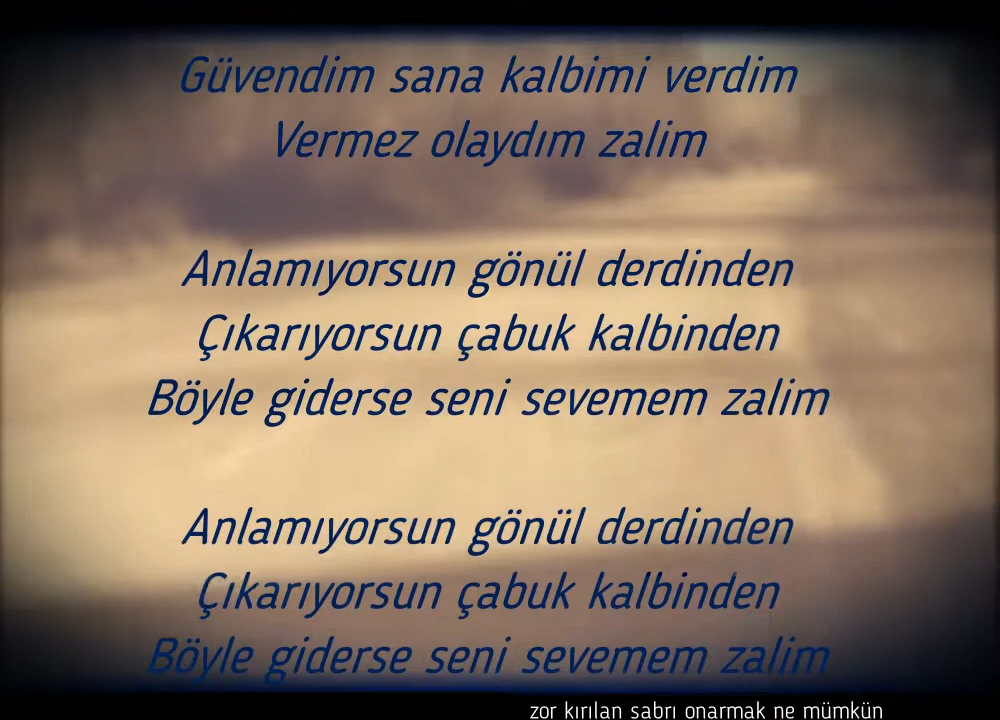 Güvendim sana kalbimi verdim
Vermez olaydım zalim
Anlamıyorsun gönül derdinden
Çıkarıyorsun çabuk kalbinden
Böyle giderse seni sevemem zalim
Anlamıyorsun gönül derdinden
Çıkarıyorsun çabuk kalbinden
Böyle giderse seni sevemem zalim
zor kırılan sabrı onarmak ne mümkün